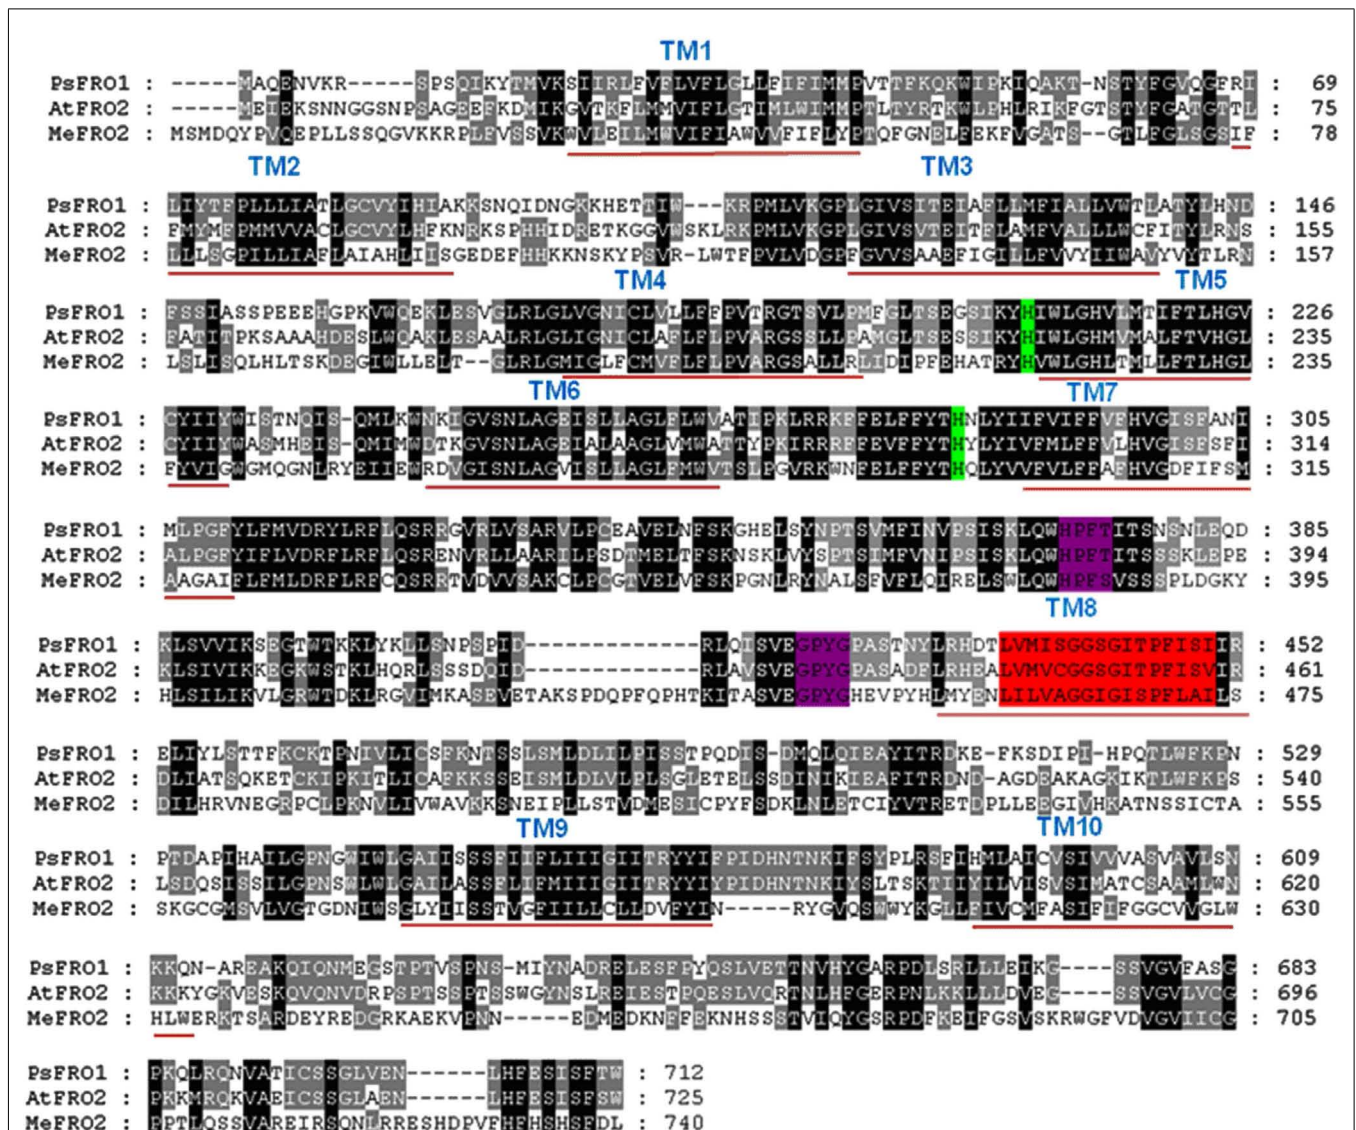 TM1
PsFRO1 : -----MAQENVKR-----SPSQIKYTMVKSIIRLFVFLVFLGLLFIFIMMPVTTFKQKWIPKIQAKT-NSTYFGVQGFRI : 69
AtFRO2 : -----MEIEKSNNGGSNPSAGEEFKDMIKGVTKFLMMVIFLGTIMLWIMMPTLTYRTKWLPHLRIKFGTSTYFGATGTTL : 75
MeFRO2 : MSMDQYPVQEPLLSSQGVKKRPLFVSSVKWVLEILMWVIFIAWVVFIFLYPTQFGNELFEKFVGATS--GTLFGLSGSIF : 78
TM2 TM3
PsFRO1 : LIYTFPLLLIATLGCVYIHIAKKSNQIDNGKKHETTIW---KRPMLVKGPLGIVSITEIAFLLMFIALLVWTLATYLHND : 146
AtFRO2 : FMYMFPMMVVACLGCVYLHFKNRKSPHHIDRETKGGVWSKLRKPMLVKGPLGIVSVTEITFLAMFVALLLWCFITYLRNS : 155
MeFRO2 : LLLSGPILLIAFLAIAHLIISGEDEFHHKKNSKYPSVR-LWTFPVLVDGPFGVVSAAEFIGILLFVVYIIWAVYVYTLRN : 157
TM4 TM5
PsFRO1 : FSSIASSPEEEHGPKVWQEKLESVGLRLGLVGNICLVLLFFPVTRGTSVLPMFGLTSEGSIKYHIWLGHVLMTIFTLHGV : 226
AtFRO2 : FATITPKSAAAHDESLWQAKLESAALRLGLIGNICLAFLFLPVARGSSLLPAMGLTSESSIKYHIWLGHMVMALFTVHGL : 235
MeFRO2 : LSLISQLHLTSKDEGIWLLELT--GLRLGMIGLFCMVFLFLPVARGSALLRLIDIPFEHATRYHVWLGHLTMLLFTLHGL : 235
TM6 TM7
PsFRO1 : CYIIYWISTNQIS-QMLKWNKIGVSNLAGEISLLAGLFLWVATIPKLRRKFFELFFYTHNLYIIFVIFFVFHVGISFANI : 305
AtFRO2 : CYIIYWASMHEIS-QMIMWDTKGVSNLAGEIALAAGLVMWATTYPKIRRRFFEVFFYTHYLYIVFMLFFVLHVGISFSFI : 314
MeFRO2 : FYVIGWGMQGNLRYEIIEWRDVGISNLAGVISLLAGLFMWVTSLPGVRKWNFELFFYTHQLYVVFVLFFAFHVGDFIFSM : 315
PsFRO1 : MLPGFYLFMVDRYLRFLQSRRGVRLVSARVLPCEAVELNFSKGHELSYNPTSVMFINVPSISKLQWHPFTITSNSNLEQD : 385
AtFRO2 : ALPGFYIFLVDRFLRFLQSRENVRLLAARILPSDTMELTFSKNSKLVYSPTSIMFVNIPSISKLQWHPFTITSSSKLEPE : 394
MeFRO2 : AAGAIFLFMLDRFLRFCQSRRTVDVVSAKCLPCGTVELVFSKPGNLRYNALSFVFLQIRELSWLQWHPFSVSSSPLDGKY : 395
TM8
PsFRO1 : KLSVVIKSEGTWTKKLYKLLSNPSPID-------------RLQISVEGPYGPASTNYLRHDTLVMISGGSGITPFISIIR : 452
AtFRO2 : KLSIVIKKEGKWSTKLHQRLSSSDQID-------------RLAVSVEGPYGPASADFLRHEALVMVCGGSGITPFISVIR : 461
MeFRO2 : HLSILIKVLGRWTDKLRGVIMKASEVETAKSPDQPFQPHTKITASVEGPYGHEVPYHLMYENLILVAGGIGISPFLAILS : 475
PsFRO1 : ELIYLSTTFKCKTPNIVLICSFKNTSSLSMLDLILPISSTPQDIS-DMQLQIEAYITRDKE-FKSDIPI-HPQTLWFKPN : 529
AtFRO2 : DLIATSQKETCKIPKITLICAFKKSSEISMLDLVLPLSGLETELSSDINIKIEAFITRDND-AGDEAKAGKIKTLWFKPS : 540
MeFRO2 : DILHRVNEGRPCLPKNVLIVWAVKKSNEIPLLSTVDMESICPYFSDKLNLETCIYVTRETDPLLEEGIVHKATNSSICTA : 555
TM9 TM10
PsFRO1 : PTDAPIHAILGPNGWIWLGAIISSSFIIFLIIIGIITRYYIFPIDHNTNKIFSYPLRSFIHMLAICVSIVVVASVAVLSN : 609
AtFRO2 : LSDQSISSILGPNSWLWLGAILASSFLIFMIIIGIITRYYIYPIDHNTNKIYSLTSKTIIYILVISVSIMATCSAAMLWN : 620
MeFRO2 : SKGCGMSVLVGTGDNIWSGLYIISSTVGFIILLCLLDVFYIN-----RYGVQSWWYKGLLFIVCMFASIFIFGGCVVGLW : 630
PsFRO1 : KKQN-AREAKQIQNMEGSTPTVSPNS-MIYNADRELESFPYQSLVETTNVHYGARPDLSRLLLEIKG----SSVGVFASG : 683
AtFRO2 : KKKYGKVESKQVQNVDRPSPTSSPTSSWGYNSLREIESTPQESLVQRTNLHFGERPNLKKLLLDVEG----SSVGVLVCG : 696
MeFRO2 : HLWERKTSARDEYREDGRKAEKVPNN-----EDMEDKNFFEKNHSSSTVIQYGSRPDFKEIFGSVSKRWGFVDVGVIICG : 705
PsFRO1 : PKQLRQNVATICSSGLVEN------LHFESISFTW : 712
AtFRO2 : PKKMRQKVAEICSSGLAEN------LHFESISFSW : 725
MeFRO2 : PPTLQSSVAREIRSQNLRRESHDPVFHFHSHSFDL : 740